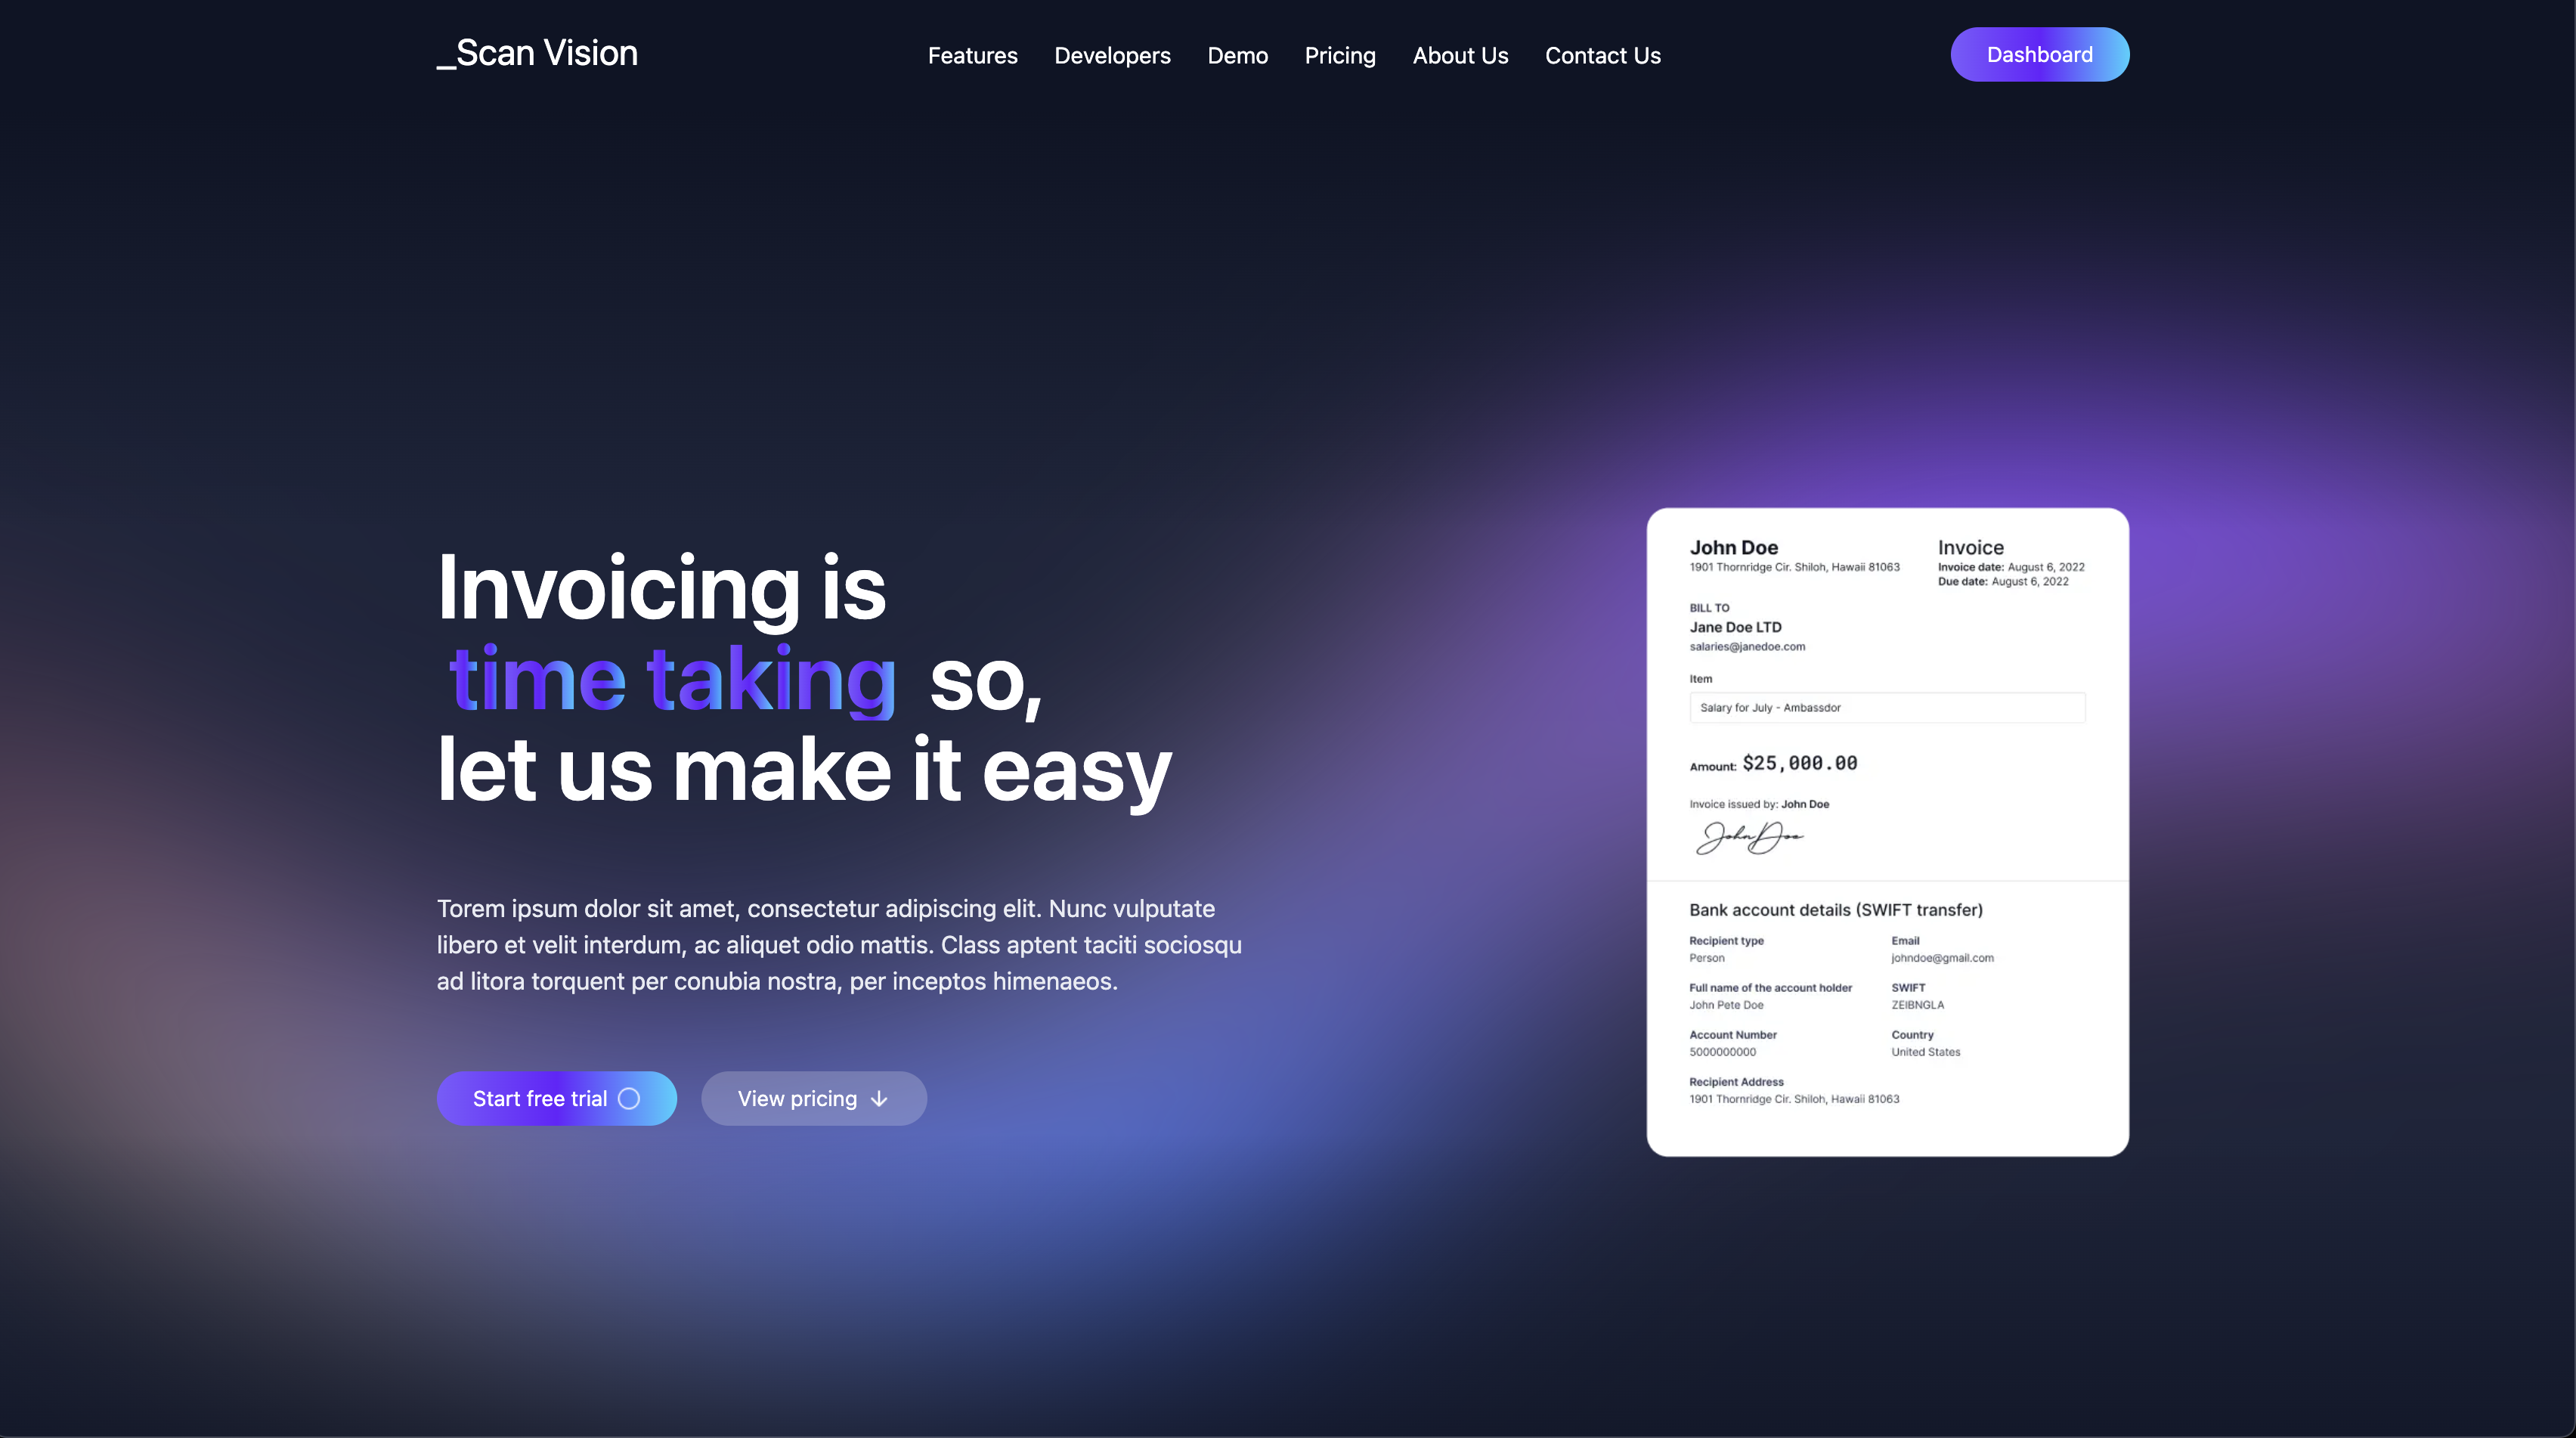 _Scan Vision
Features Developers Demo Pricing About Us Contact Us
Dashboard
Invoicing is
time taking so,
let us make it easy
Torem ipsum dolor sit amet, consectetur adipiscing elit. Nunc vulputate
libero et velit interdum, ac aliquet odio mattis. Class aptent taciti sociosqu
ad litora torquent per conubia nostra, per inceptos himenaeos.
Start free trial
View pricing
John Doe
1901 Thornridge Cir. Shiloh, Hawaii 81063
Invoice
Invoice date: August 6, 2022
Due date: August 6, 2022
BILL TO
Jane Doe LTD
salaries@janedoe.com
Item
Salary for July - Ambassdor
Amount: $25,000.00
Invoice issued by: John Doe
John Doe
Bank account details (SWIFT transfer)
Recipient type
Person
Email
johndoe@gmail.com
Full name of the account holder
John Pete Doe
SWIFT
ZEIBNGLA
Account Number
5000000000
Country
United States
Recipient Address
1901 Thornridge Cir. Shiloh, Hawaii 81063